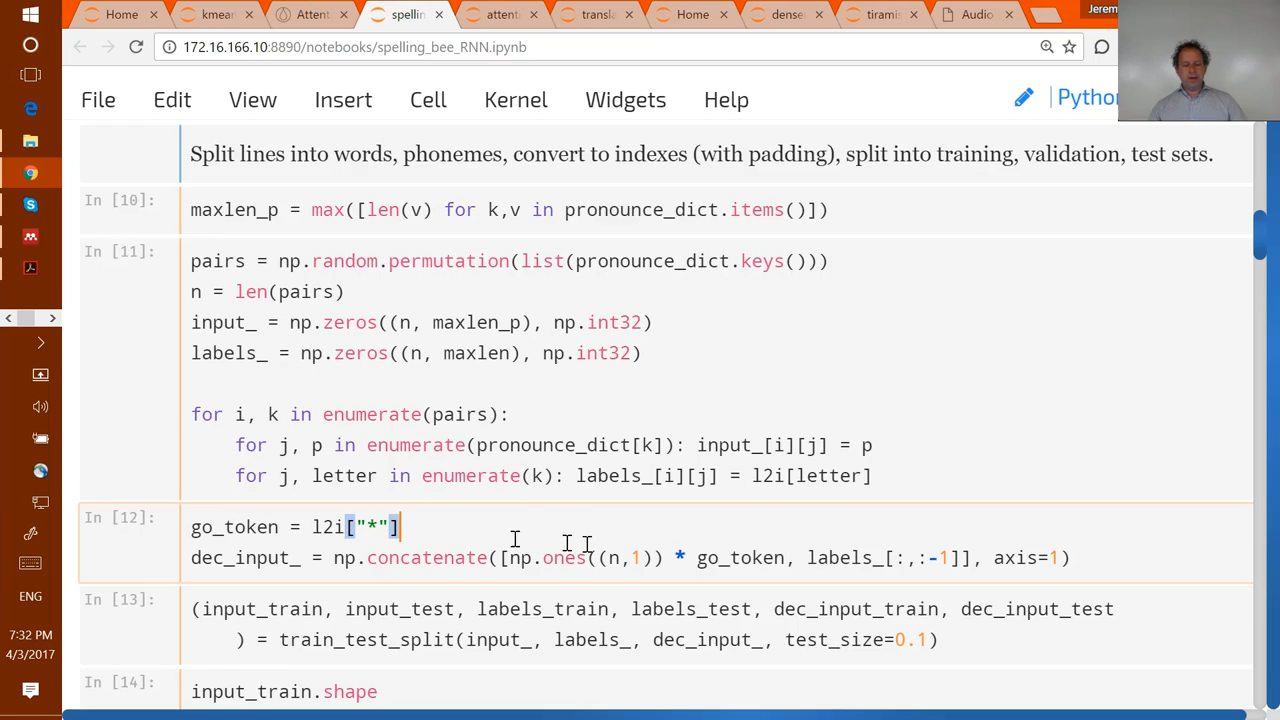 Home
kmean
Attent
spelling
attent
transla
Home
dense
tiramis
Audio
Jerem
172.16.166.10:8890/notebooks/spelling_bee_RNN.ipynb
File Edit View Insert Cell Kernel Widgets Help
Python
Split lines into words, phonemes, convert to indexes (with padding), split into training, validation, test sets.
In [10]:
maxlen_p = max([len(v) for k,v in pronounce_dict.items()])
In [11]:
pairs = np.random.permutation(list(pronounce_dict.keys()))
n = len(pairs)
input_ = np.zeros((n, maxlen_p), np.int32)
labels_ = np.zeros((n, maxlen), np.int32)
for i, k in enumerate(pairs):
for j, p in enumerate(pronounce_dict[k]): input_[i][j] = p
for j, letter in enumerate(k): labels_[i][j] = l2i[letter]
In [12]:
go_token = l2i["*"]
dec_input_ = np.concatenate([np.ones((n,1)) * go_token, labels_[:,:-1]], axis=1)
In [13]:
(input_train, input_test, labels_train, labels_test, dec_input_train, dec_input_test
) = train_test_split(input_, labels_, dec_input_, test_size=0.1)
In [14]:
input_train.shape
ENG
7:32 PM
4/3/2017